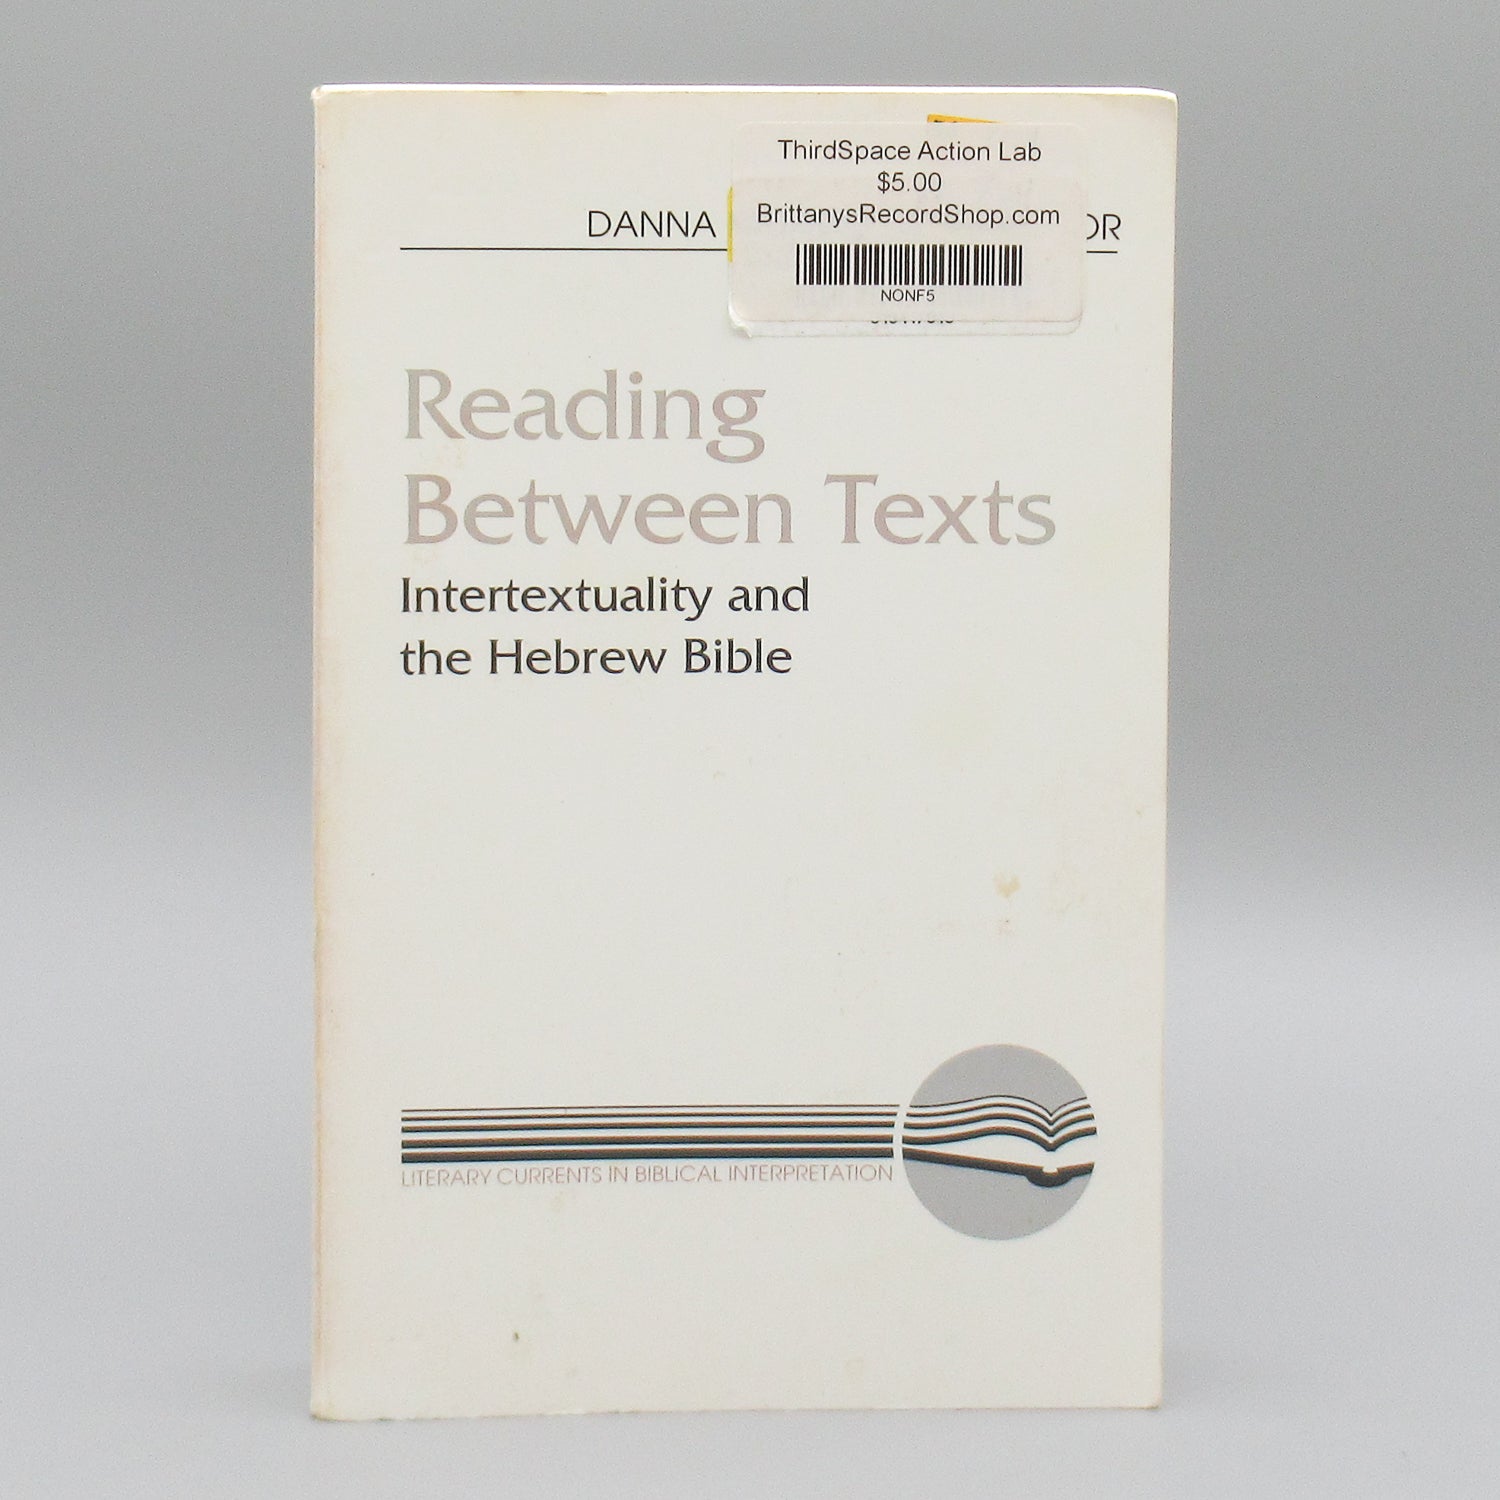 ThirdSpace Action Lab
$5.00
BrittanysRecordShop.com
NONF5
DANNA
Reading
Between Texts
Intertextuality and
the Hebrew Bible
LITERARY CURRENTS IN BIBLICAL INTERPRETATION